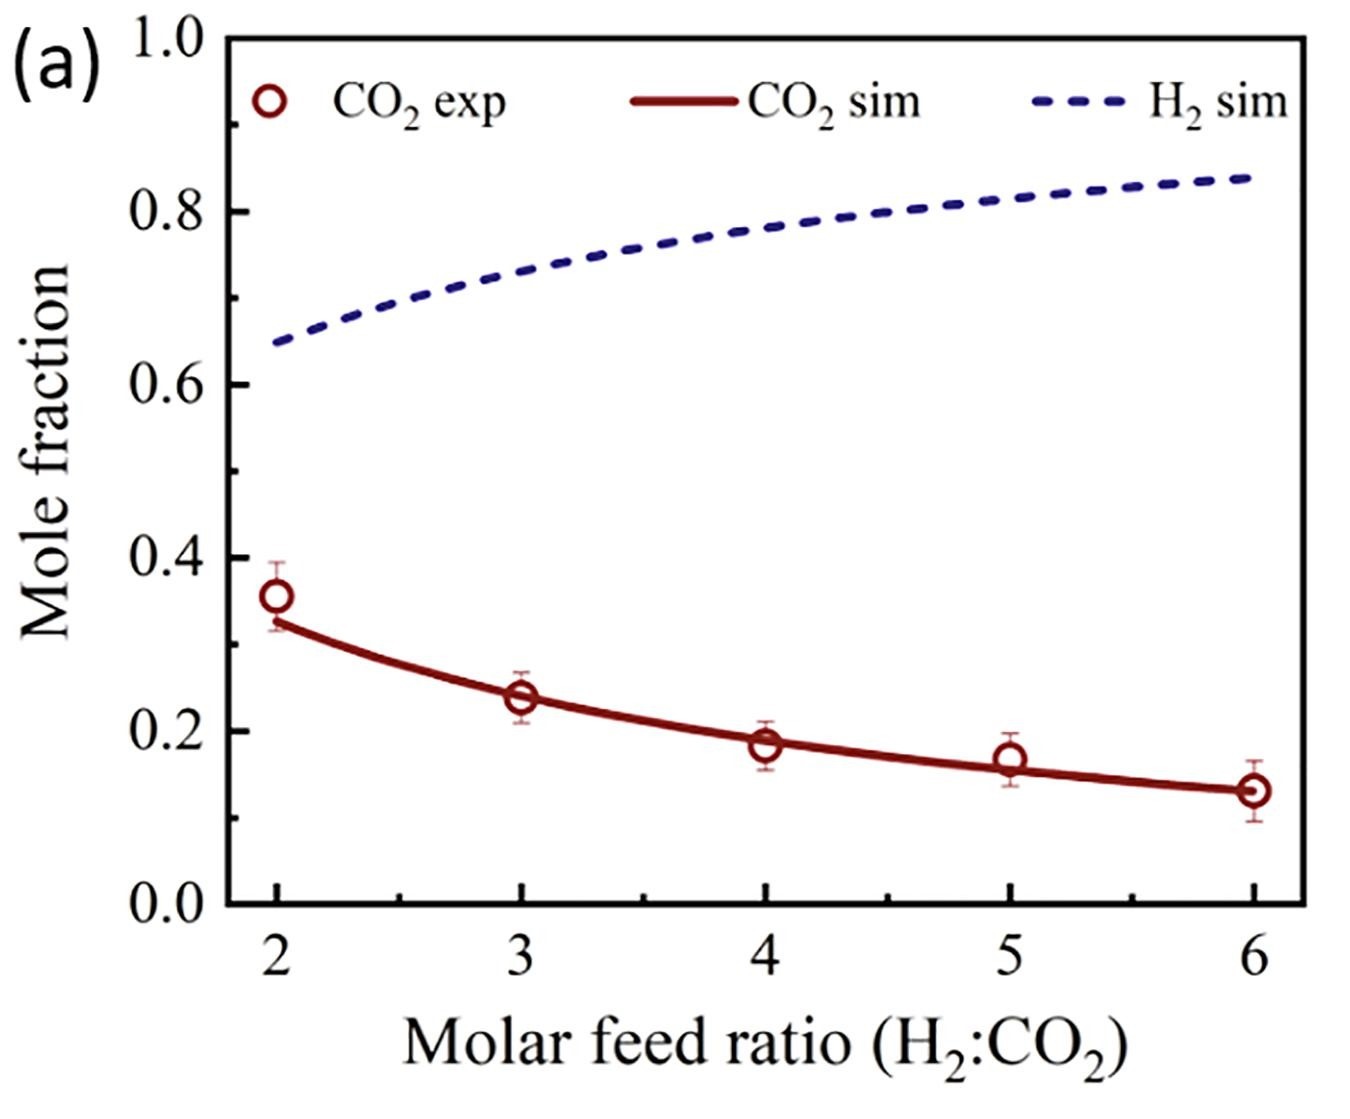 (a)
1.0
CO₂ exp
CO₂ sim
H₂ sim
0.8
0.6
0.4
0.2
0.0
Mole fraction
2 3 4 5 6
Molar feed ratio (H₂:CO₂)